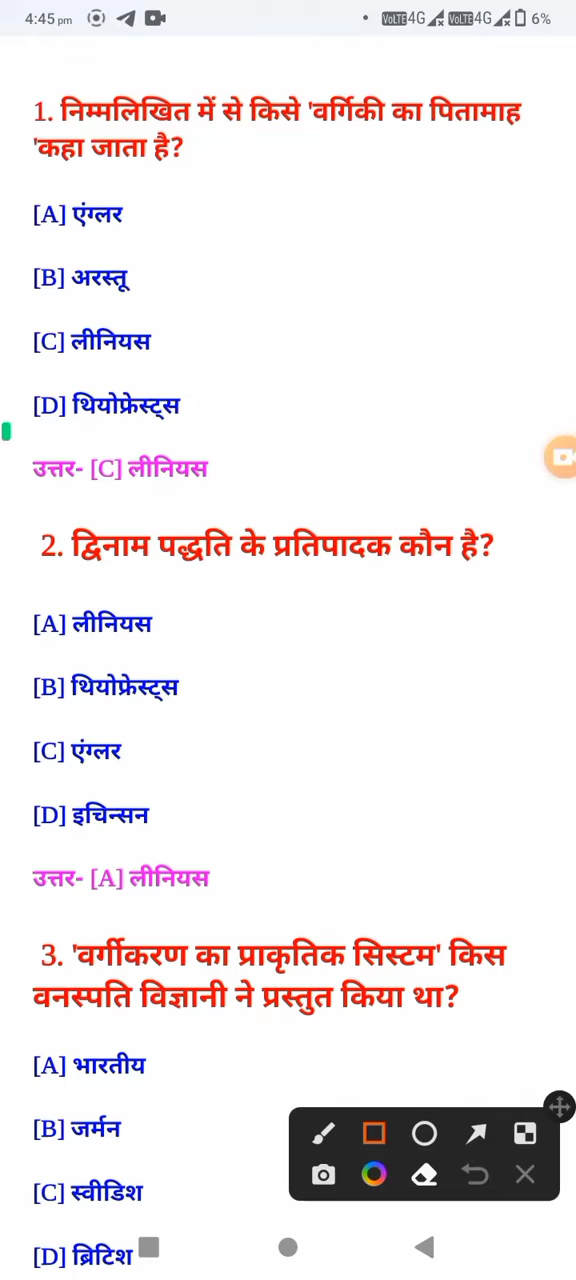 4:45 pm VoLTE 4G VoLTE 4G 6%
1. निम्मलिखित में से किसे 'वर्गिकी का पितामाह
'कहा जाता है?
[A] एंग्लर
[B] अरस्तू
[C] लीनियस
[D] थियोफ्रेस्ट्स
उत्तर- [C] लीनियस
2. द्विनाम पद्धति के प्रतिपादक कौन है?
[A] लीनियस
[B] थियोफ्रेस्ट्स
[C] एंग्लर
[D] इचिन्सन
उत्तर- [A] लीनियस
3. 'वर्गीकरण का प्राकृतिक सिस्टम' किस
वनस्पति विज्ञानी ने प्रस्तुत किया था?
[A] भारतीय
[B] जर्मन
[C] स्वीडिश
[D] ब्रिटिश